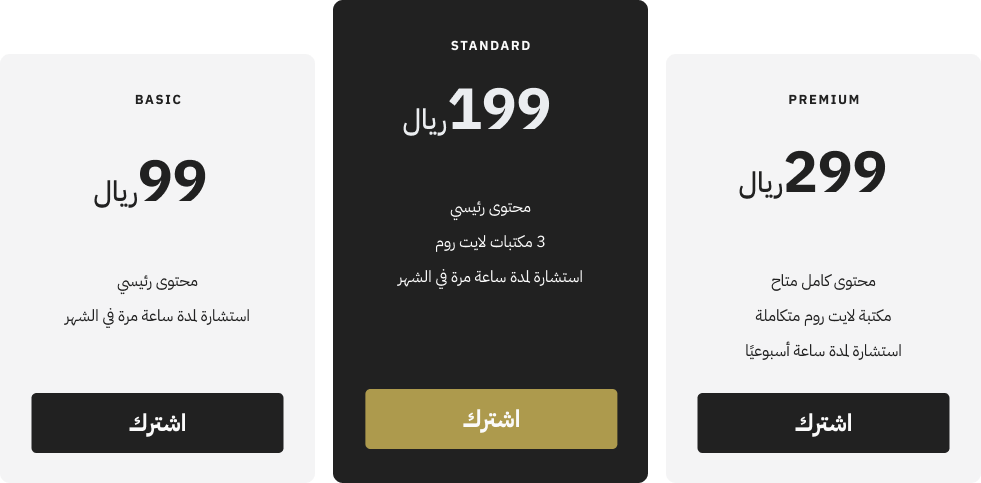 BASIC
99ريال
محتوى رئيسي
استشارة لمدة ساعة مرة في الشهر
اشترك
STANDARD
199ريال
محتوى رئيسي
3 مكتبات لايت روم
استشارة لمدة ساعة مرة في الشهر
اشترك
PREMIUM
299ريال
محتوى كامل متاح
مكتبة لايت روم متكاملة
استشارة لمدة ساعة أسبوعيًا
اشترك